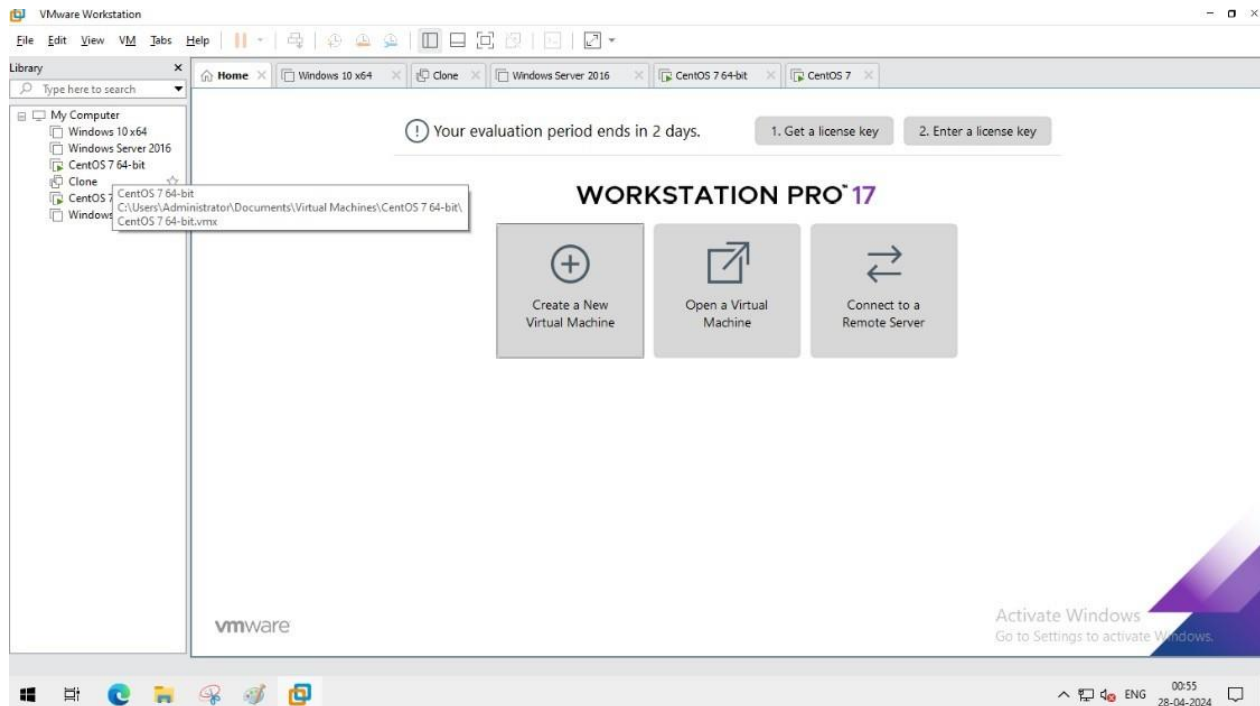 VMware Workstation
File Edit View VM Tabs Help
Library
Type here to search
Home
Windows 10 x64
Clone
Windows Server 2016
CentOS 7 64-bit
CentOS 7
My Computer
Windows 10 x64
Windows Server 2016
CentOS 7 64-bit
Clone
CentOS 7
Windows
CentOS 7 64-bit
C:\Users\Administrator\Documents\Virtual Machines\CentOS 7 64-bit\
CentOS 7 64-bit.vmx
! Your evaluation period ends in 2 days.
1. Get a license key
2. Enter a license key
WORKSTATION PRO™ 17
Create a New
Virtual Machine
Open a Virtual
Machine
Connect to a
Remote Server
vmware
Activate Windows
Go to Settings to activate Windows.
ENG
00:55
28-04-2024